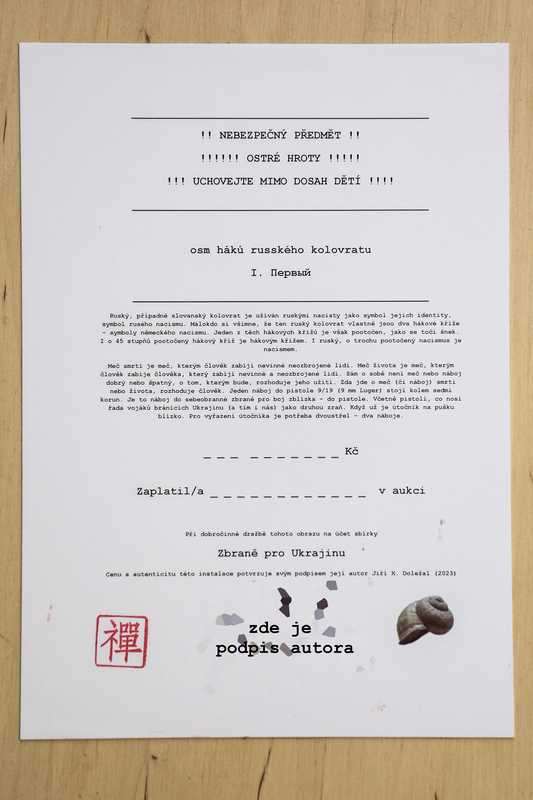 !! NEBEZPEČNÝ PŘEDMĚT !!
!!!!!! OSTRÉ HROTY !!!!!
!!! UCHOVEJTE MIMO DOSAH DĚTÍ !!!!
osm háků rusského kolovratu
I. Первый
Ruský, případně slovanský kolovrat je užíván ruskými nacisty jako symbol jejich identity,
symbol rusého nacismu. Málokdo si všimne, že ten ruský kolovrat vlastně jsou dva hákové kříže
- symboly německého nacismu. Jeden z těch hákových křížů je však pootočen, jako se točí šnek.
I o 45 stupňů pootočený hákový kříž je hákovým křížem. I ruský, o trochu pootočený nacismus je
nacismem.
Meč smrti je meč, kterým člověk zabíjí nevinné neozbrojené lidi. Meč života je meč, kterým
člověk zabije člověka, který zabíjí nevinné a neozbrojené lidi. Sám o sobě není meč nebo náboj
dobrý nebo špatný, o tom, kterým bude, rozhoduje jeho užití. Zda jde o meč (či náboj) smrti
nebo života, rozhoduje člověk. Jeden náboj do pistole 9/19 (9 mm Luger) stojí kolem sedmi
korun. Je to náboj do sebeobranné zbraně pro boj zblízka - do pistole. Včetně pistolí, co nosí
řada vojáků bránících Ukrajinu (a tím i nás) jako druhou zraň. Když už je útočník na pušku
blízko. Pro vyřazení útočníka je potřeba dvoustřel - dva náboje.
_ _ _ _ _ _ _ _ _ _ Kč
Zaplatil/a _ _ _ _ _ _ _ _ _ _ _ _ v aukci
Při dobročinné dražbě tohoto obrazu na účet sbírky
Zbraně pro Ukrajinu
Cenu a autenticitu této instalace potvrzuje svým podpisem její autor Jiří X. Doležal (2023)
禪
zde je
podpis autora